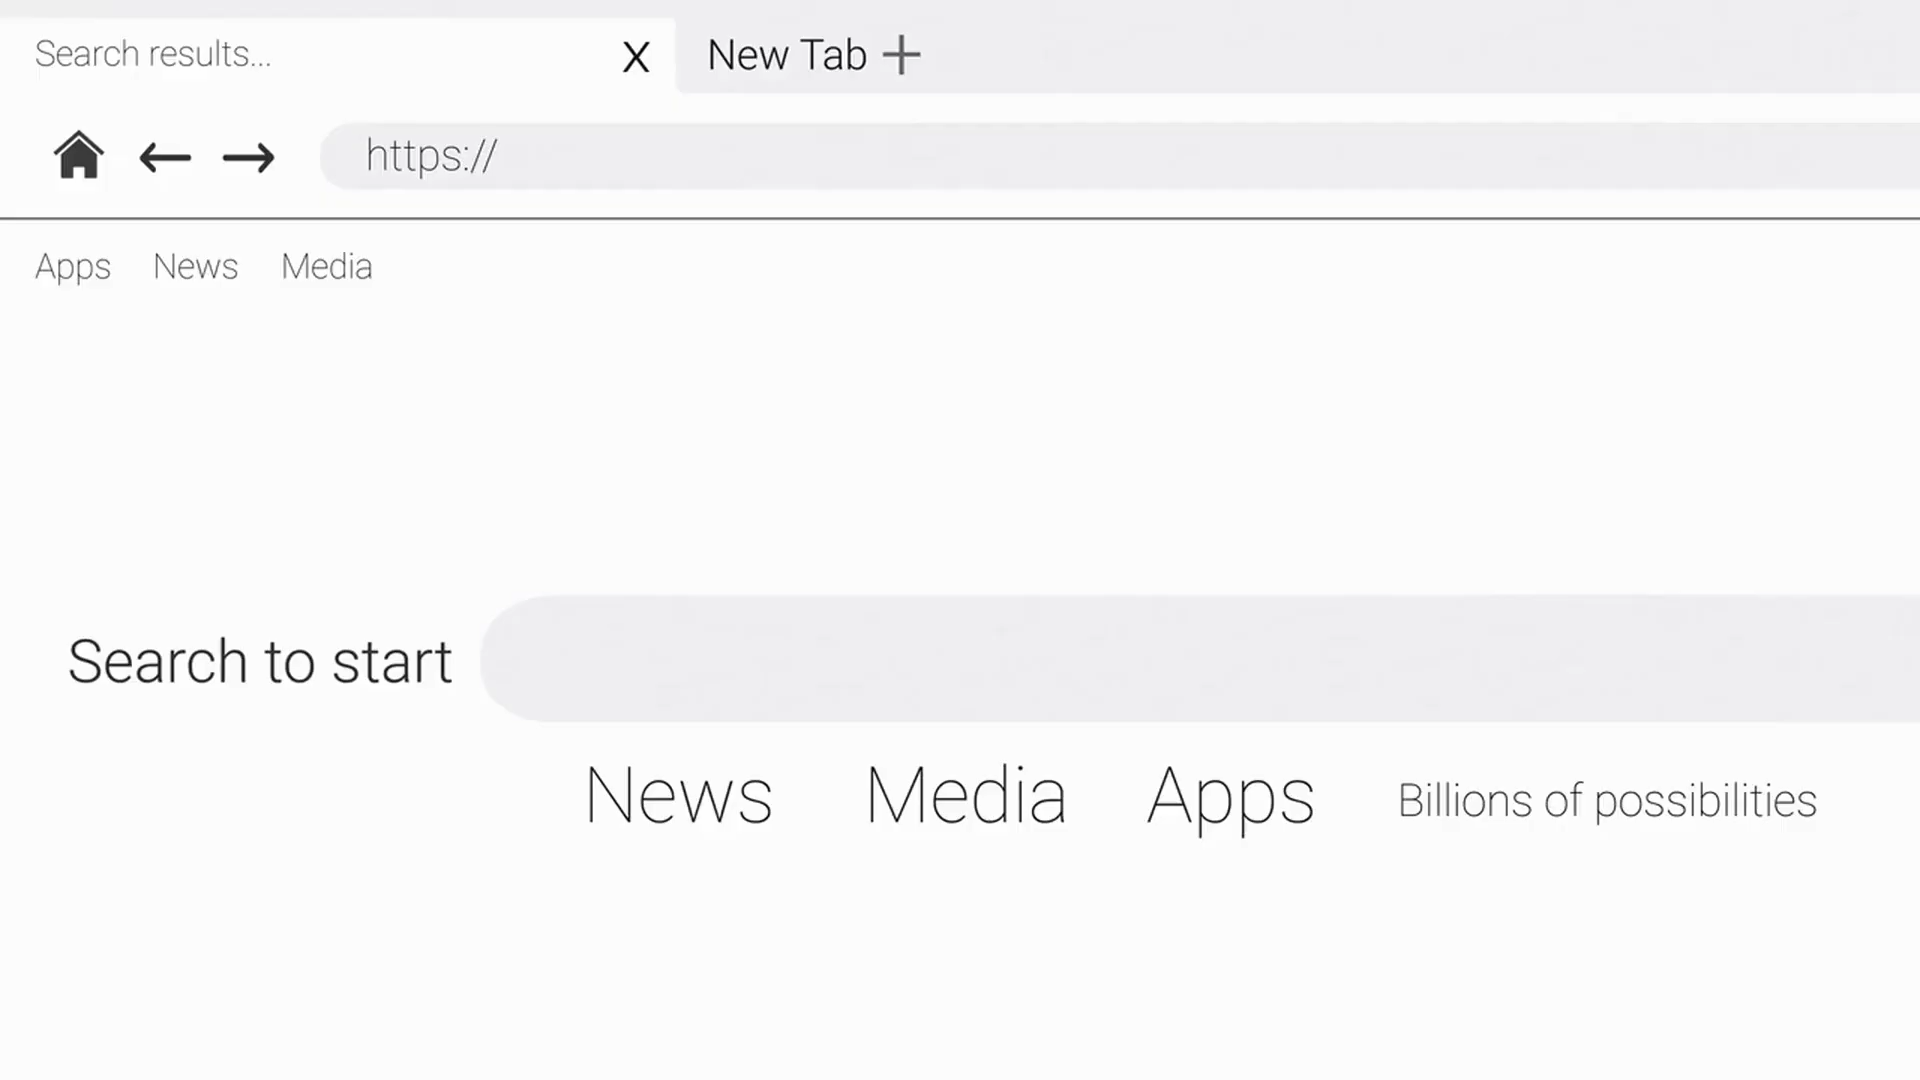 Search results... X New Tab +
https://
Apps News Media
Search to start
News Media Apps Billions of possibilities